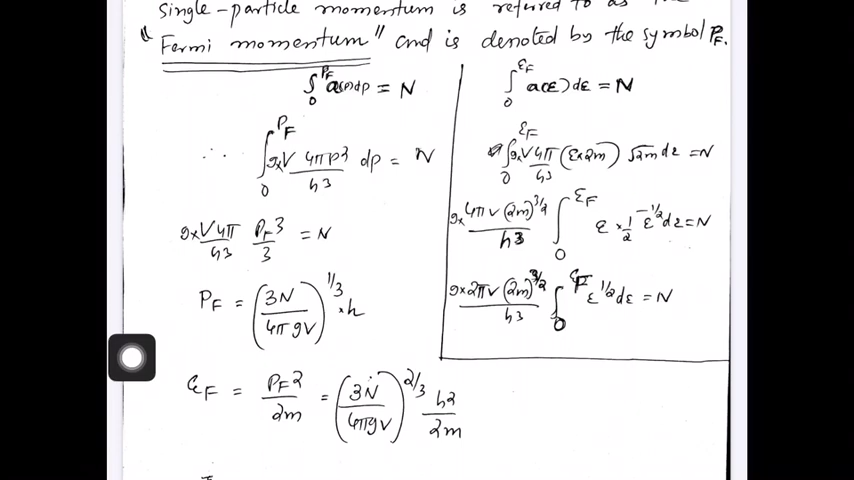 single-particle momentum is referred to as the
"Fermi momentum" and is denoted by the symbol P_F.
∫_0^{P_F} a(p)dp = N
∴ ∫_0^{P_F} g×V 4πp²/h³ dp = N
g×V4π/h³ P_F³/3 = N
P_F = (3N/4πgV)^{1/3} × h
ε_F = P_F²/2m = (3N/4πgV)^{2/3} h²/2m
∫_0^{ε_F} a(ε)dε = N
∫_0^{ε_F} g×V4π/h³ (ε×2m) √2m dε = N
g×4πV(2m)^{3/2}/h³ ∫_0^{ε_F} ε × 1/2 ε^{-1/2} dε = N
g×2πV(2m)^{3/2}/h³ ∫_0^{ε_F} ε^{1/2} dε = N